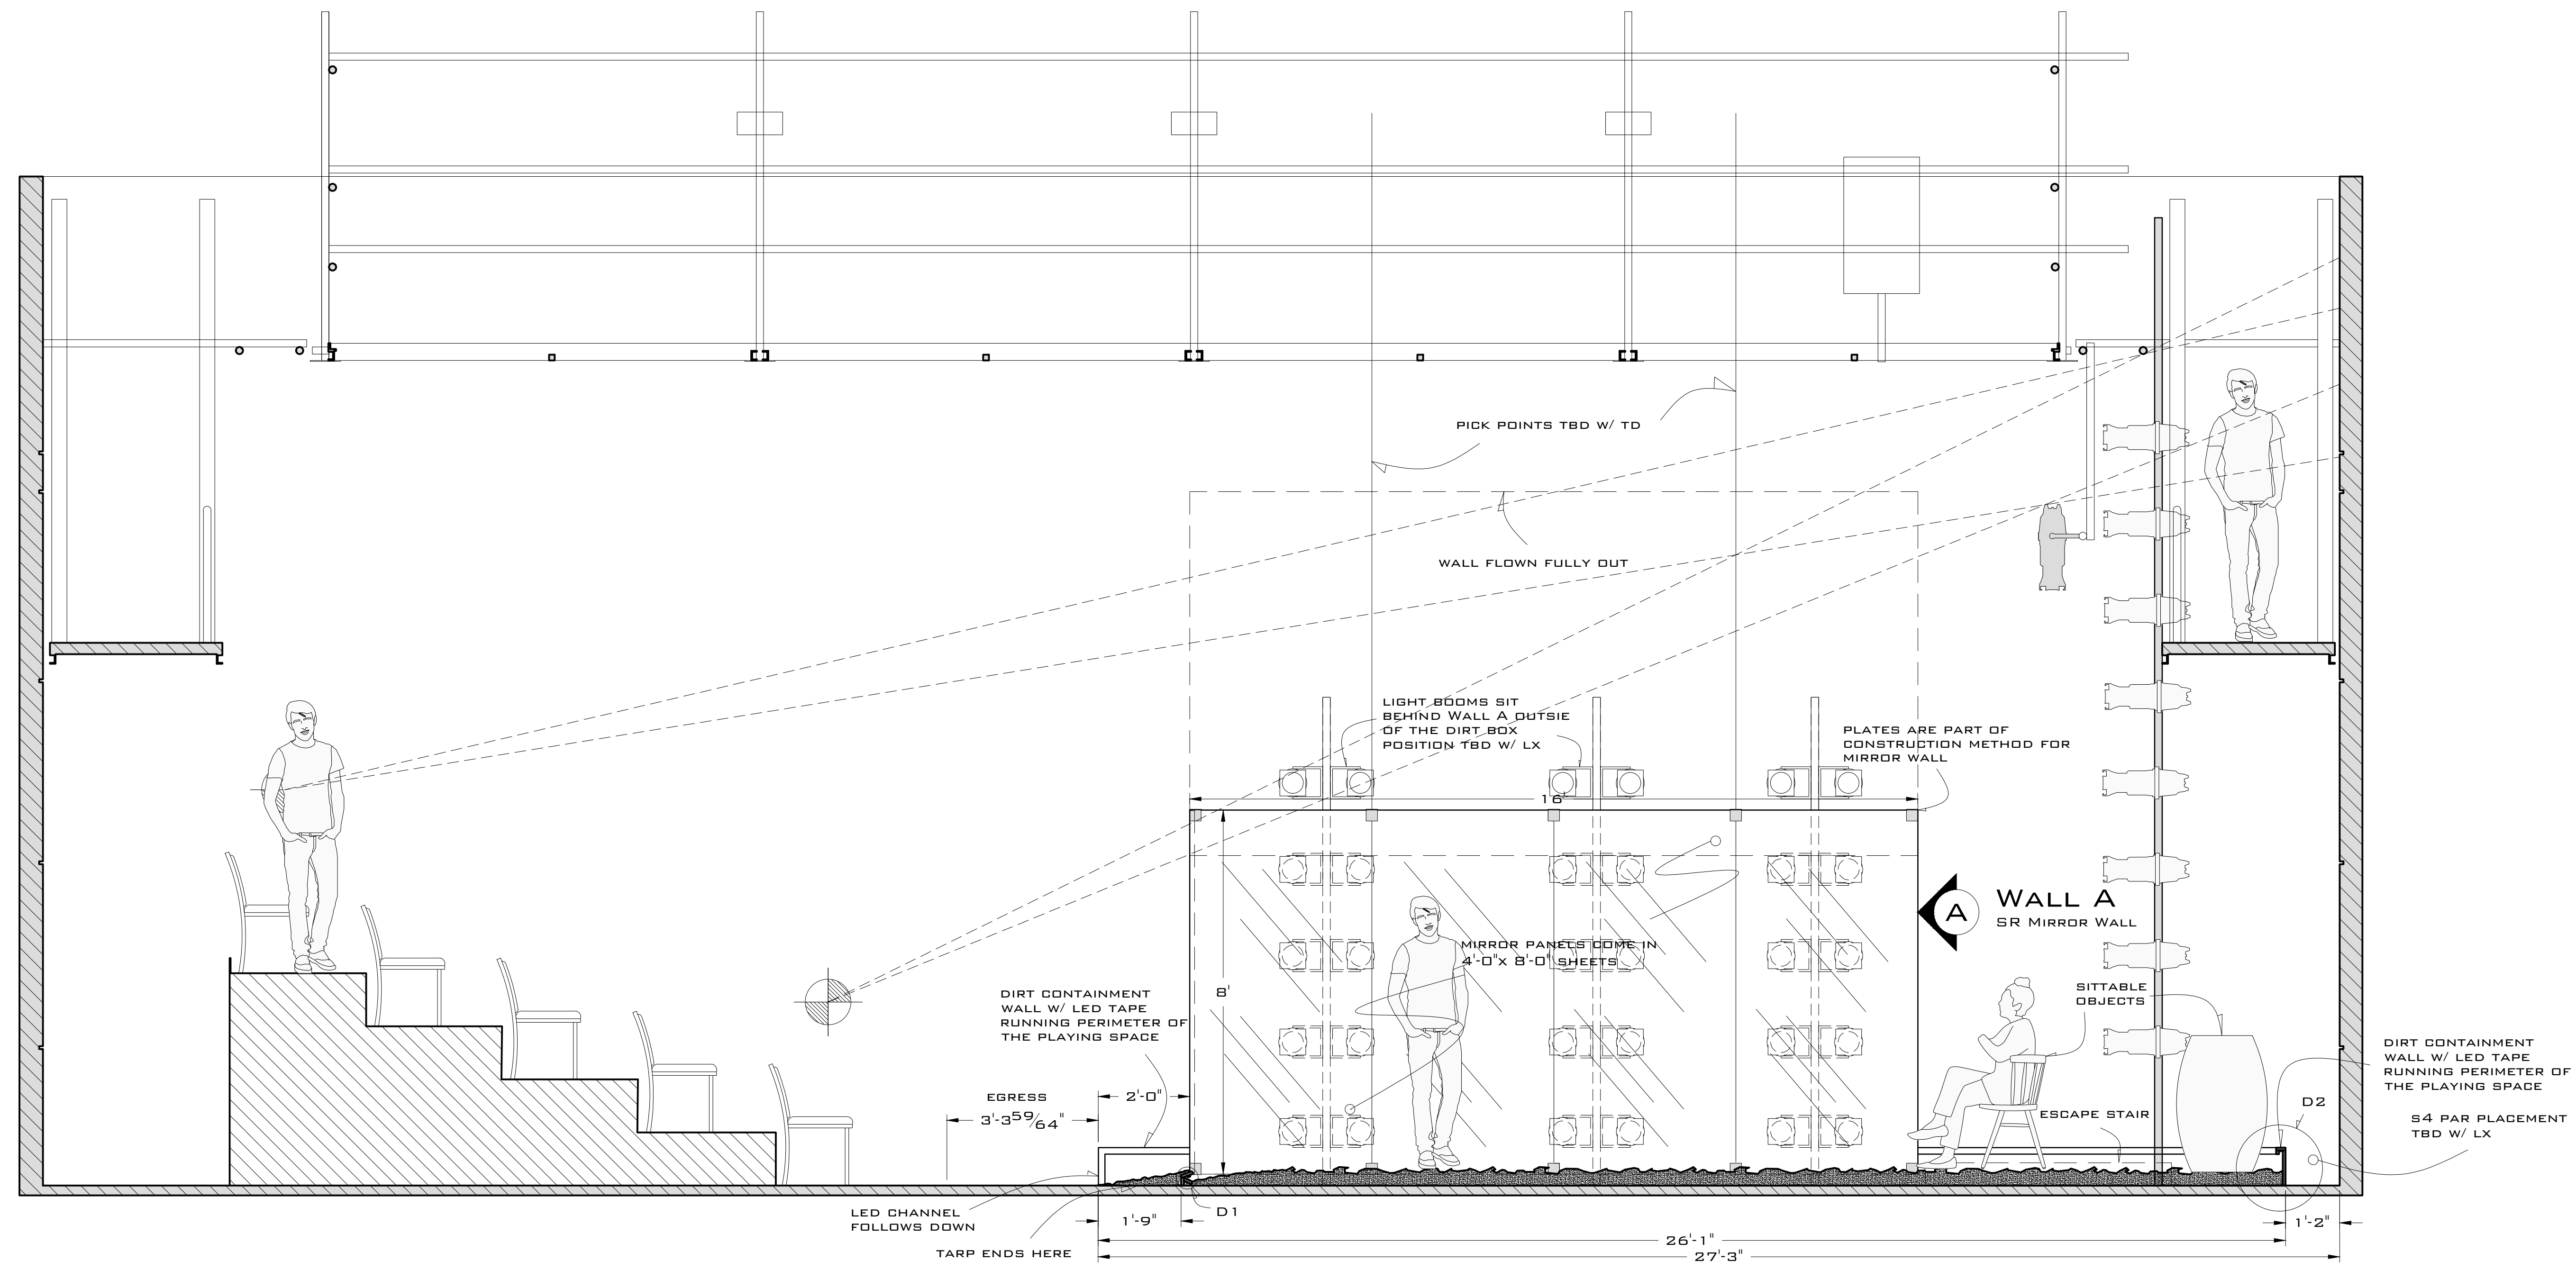 PICK POINTS TBD W/ TD
WALL FLOWN FULLY OUT
LIGHT BOOMS SIT
BEHIND WALL A OUTSIE
OF THE DIRT BOX
POSITION TBD W/ LX
PLATES ARE PART OF
CONSTRUCTION METHOD FOR
MIRROR WALL
16'
A
WALL A
SR MIRROR WALL
MIRROR PANELS COME IN
4'-0"X 8'-0" SHEETS
8'
SITTABLE
OBJECTS
DIRT CONTAINMENT
WALL W/ LED TAPE
RUNNING PERIMETER OF
THE PLAYING SPACE
DIRT CONTAINMENT
WALL W/ LED TAPE
RUNNING PERIMETER OF
THE PLAYING SPACE
EGRESS
3'-3 59/64"
2'-0"
ESCAPE STAIR
D2
S4 PAR PLACEMENT
TBD W/ LX
LED CHANNEL
FOLLOWS DOWN
1'-9"
D1
1'-2"
TARP ENDS HERE
26'-1"
27'-3"